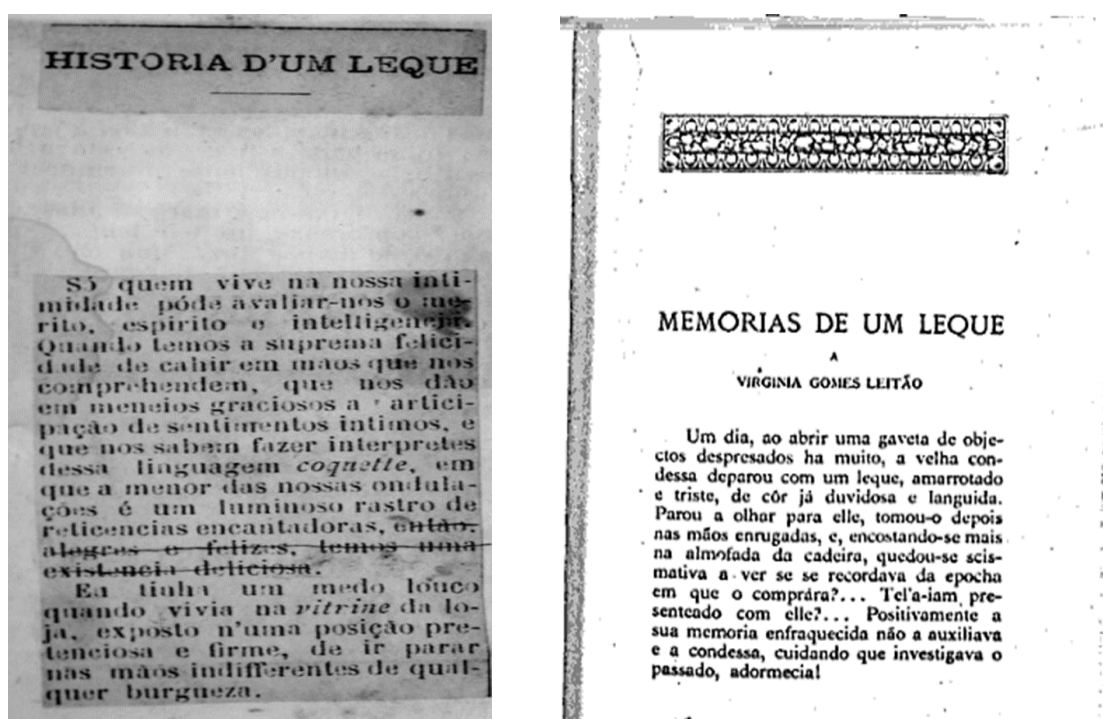 HISTORIA D'UM LEQUE
Só quem vive na nossa inti-
midade póde avaliar-nos o me-
rito, espirito e intelligencia.
Quando temos a suprema felici-
dade de cahir em mãos que nos
comprehendem, que nos dão
em meneios graciosos a articí-
pação de sentimentos intimos, e
que nos sabem fazer interpretes
dessa linguagem coquette, em
que a menor das nossas ondula-
ções é um luminoso rastro de
reticencias encantadoras, então,
alegres e felizes, temos uma
existencia deliciosa.
Eu tinha um medo louco
quando vivia na vitrine da lo-
ja, exposto n'uma posição pre-
tenciosa e firme, de ir parar
nas mãos indifferentes de qual-
quer burgueza.
MEMORIAS DE UM LEQUE
A
VIRGINIA GOMES LEITÃO
Um dia, ao abrir uma gaveta de obje-
ctos despresados ha muito, a velha con-
dessa deparou com um leque, amarrotado
e triste, de côr já duvidosa e languida.
Parou a olhar para elle, tomou-o depois
nas mãos enrugadas, e, encostando-se mais
na almofada da cadeira, quedou-se scis-
mativa a ver se se recordava da epocha
em que o comprára?... Tel'a-iam pre-
senteado com elle?... Positivamente a
sua memoria enfraquecida não a auxiliava
e a condessa, cuidando que investigava o
passado, adormecia!